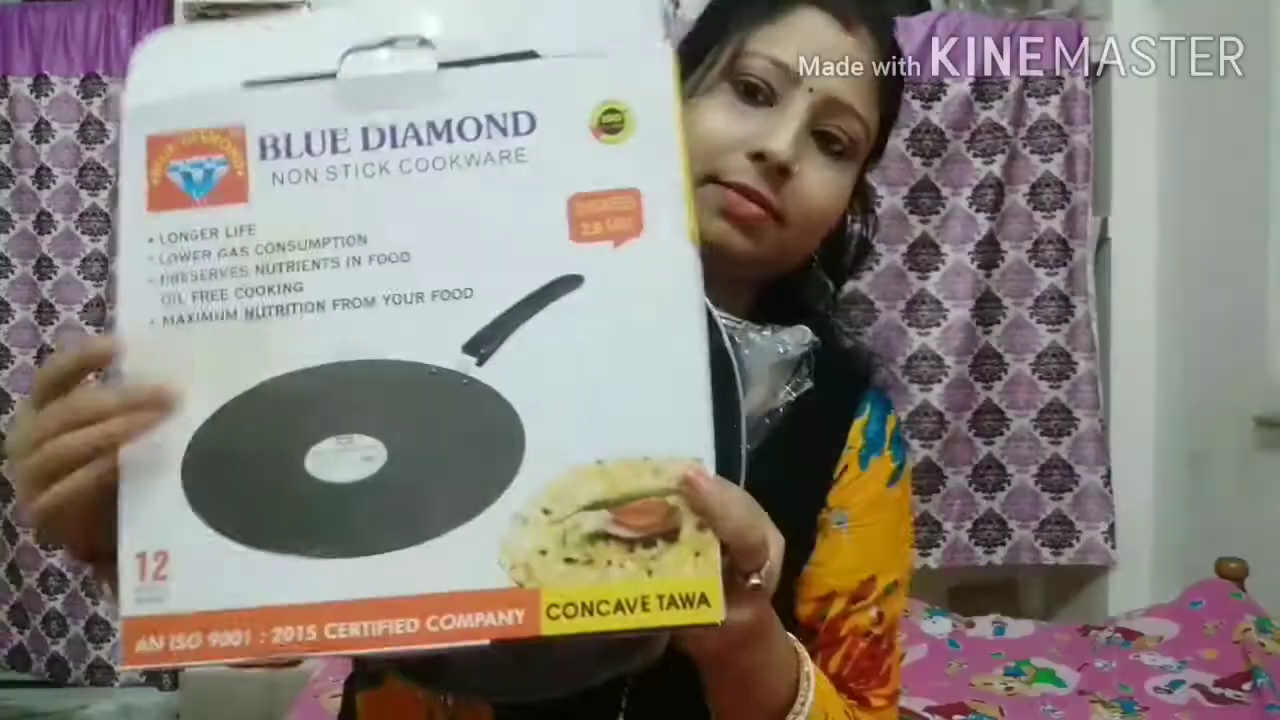 Made with KINEMASTER
BLUE DIAMOND
NON STICK COOKWARE
ISO
• LONGER LIFE
• LOWER GAS CONSUMPTION
• PRESERVES NUTRIENTS IN FOOD
OIL FREE COOKING
• MAXIMUM NUTRITION FROM YOUR FOOD
12
AN ISO 9001 : 2015 CERTIFIED COMPANY
CONCAVE TAWA